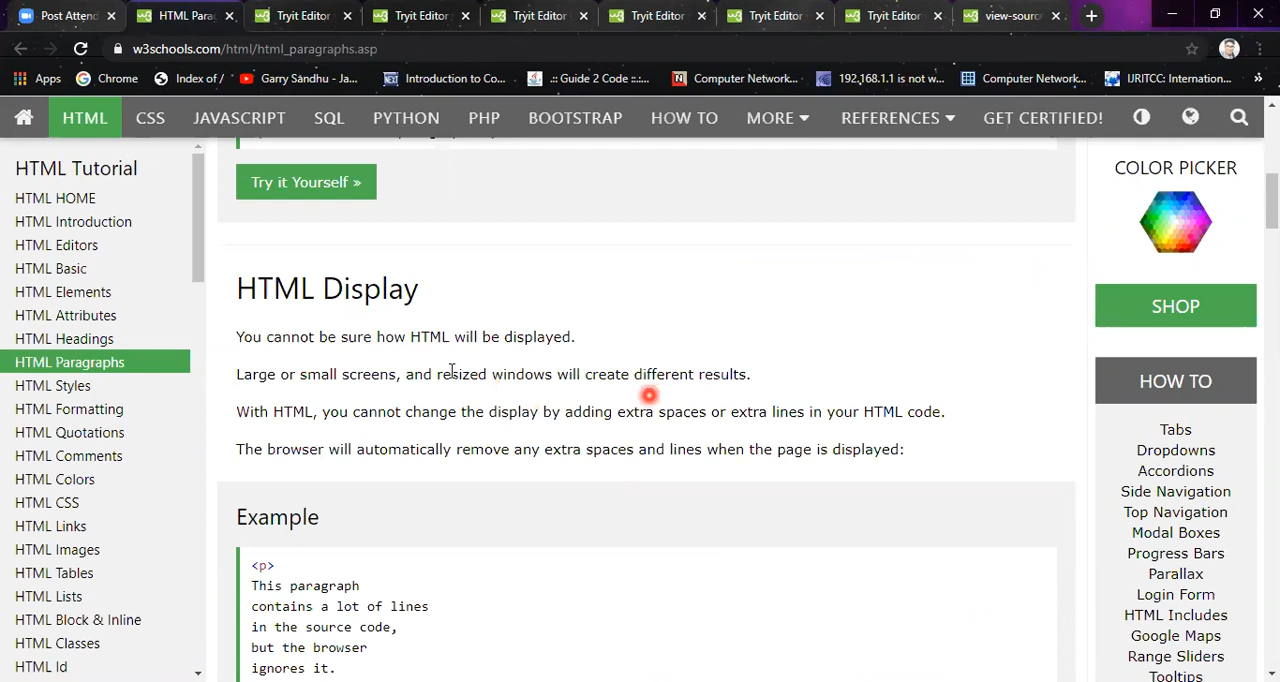 Post Attend
HTML Para
Tryit Editor
Tryit Editor
Tryit Editor
Tryit Editor
Tryit Editor
Tryit Editor
view-sourc
w3schools.com/html/html_paragraphs.asp
Apps Chrome Index of / Garry Sandhu - Ja... Introduction to Co... .:: Guide 2 Code ::.... Computer Network... 192.168.1.1 is not w... Computer Network... IJRITCC: Internation...
HTML CSS JAVASCRIPT SQL PYTHON PHP BOOTSTRAP HOW TO MORE REFERENCES GET CERTIFIED!
HTML Tutorial
HTML HOME
HTML Introduction
HTML Editors
HTML Basic
HTML Elements
HTML Attributes
HTML Headings
HTML Paragraphs
HTML Styles
HTML Formatting
HTML Quotations
HTML Comments
HTML Colors
HTML CSS
HTML Links
HTML Images
HTML Tables
HTML Lists
HTML Block & Inline
HTML Classes
HTML Id
Try it Yourself »
HTML Display
You cannot be sure how HTML will be displayed.
Large or small screens, and resized windows will create different results.
With HTML, you cannot change the display by adding extra spaces or extra lines in your HTML code.
The browser will automatically remove any extra spaces and lines when the page is displayed:
Example
<p>
This paragraph
contains a lot of lines
in the source code,
but the browser
ignores it.
COLOR PICKER
SHOP
HOW TO
Tabs
Dropdowns
Accordions
Side Navigation
Top Navigation
Modal Boxes
Progress Bars
Parallax
Login Form
HTML Includes
Google Maps
Range Sliders
Tooltips